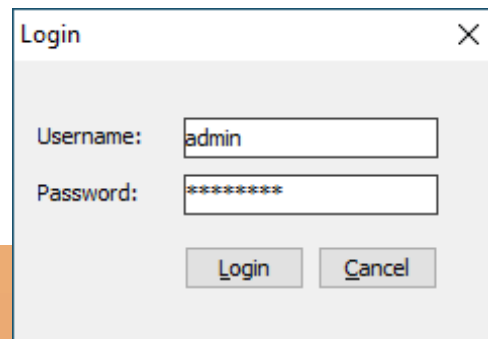 Login
Username: admin
Password: ********
Login Cancel